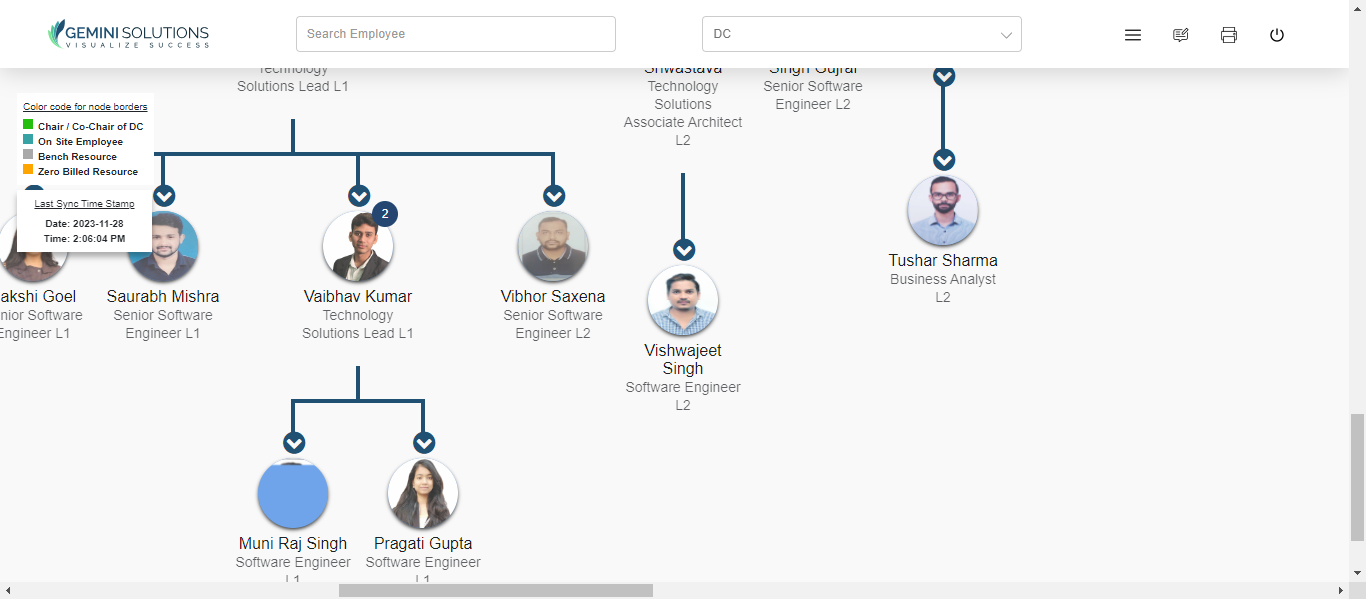 GEMINI SOLUTIONS
VISUALIZE SUCCESS
Search Employee
DC
Technology
Solutions Lead L1
Srivastava
Technology
Solutions
Associate Architect
L2
Singh Gujral
Senior Software
Engineer L2
Color code for node borders
Chair / Co-Chair of DC
On Site Employee
Bench Resource
Zero Billed Resource
Last Sync Time Stamp
Date: 2023-11-28
Time: 2:06:04 PM
akshi Goel
nior Software
Engineer L1
Saurabh Mishra
Senior Software
Engineer L1
2
Vaibhav Kumar
Technology
Solutions Lead L1
Vibhor Saxena
Senior Software
Engineer L2
Vishwajeet
Singh
Software Engineer
L2
Tushar Sharma
Business Analyst
L2
Muni Raj Singh
Software Engineer
L1
Pragati Gupta
Software Engineer
L1